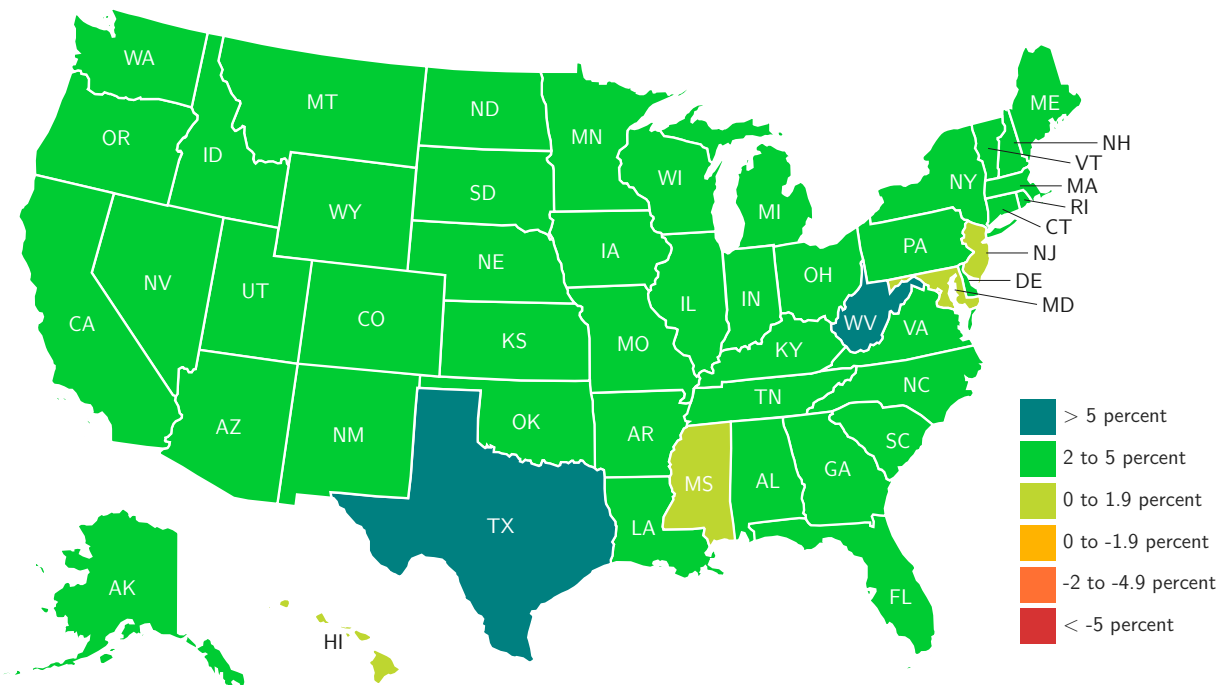 WA
MT
ND
MN
ME
OR
ID
SD
WI
NH
VT
WY
MI
NY
MA
RI
CT
IA
NE
PA
NJ
NV
UT
OH
DE
IL
IN
MD
CA
CO
WV
VA
KS
MO
KY
NC
TN
AZ
NM
OK
AR
SC
> 5 percent
2 to 5 percent
GA
AL
MS
0 to 1.9 percent
TX
LA
0 to -1.9 percent
AK
FL
-2 to -4.9 percent
HI
< -5 percent